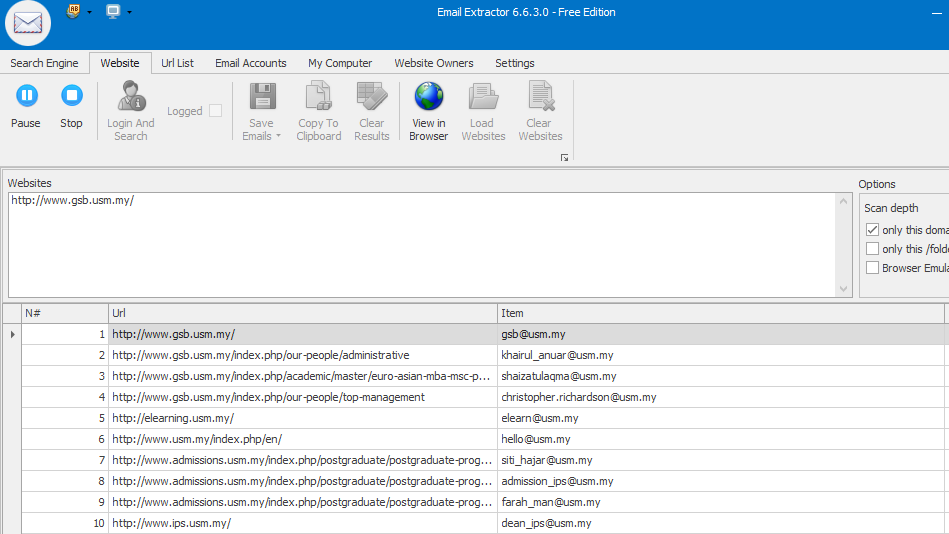 Email Extractor 6.6.3.0 - Free Edition
AB
Search Engine Website Url List Email Accounts My Computer Website Owners Settings
Pause Stop Login And Search Logged Save Emails Copy To Clipboard Clear Results View in Browser Load Websites Clear Websites
Websites
http://www.gsb.usm.my/
Options
Scan depth
only this doma
only this /folde
Browser Emula
N# Url Item
1 http://www.gsb.usm.my/ gsb@usm.my
2 http://www.gsb.usm.my/index.php/our-people/administrative khairul_anuar@usm.my
3 http://www.gsb.usm.my/index.php/academic/master/euro-asian-mba-msc-p... shaizatulaqma@usm.my
4 http://www.gsb.usm.my/index.php/our-people/top-management christopher.richardson@usm.my
5 http://elearning.usm.my/ elearn@usm.my
6 http://www.usm.my/index.php/en/ hello@usm.my
7 http://www.admissions.usm.my/index.php/postgraduate/postgraduate-prog... siti_hajar@usm.my
8 http://www.admissions.usm.my/index.php/postgraduate/postgraduate-prog... admission_ips@usm.my
9 http://www.admissions.usm.my/index.php/postgraduate/postgraduate-prog... farah_man@usm.my
10 http://www.ips.usm.my/ dean_ips@usm.my